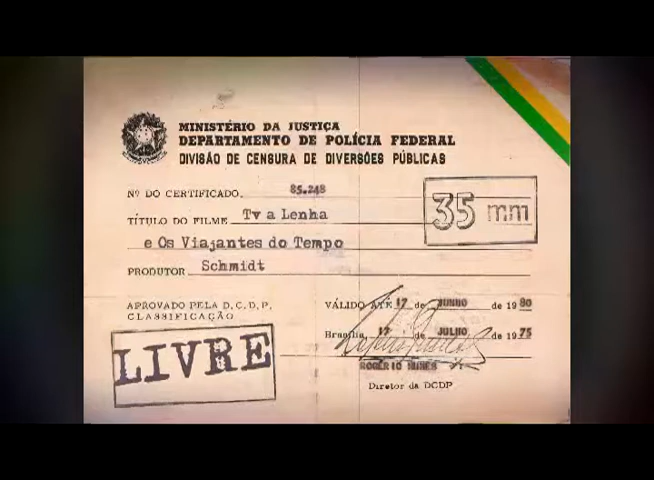 MINISTÉRIO DA JUSTIÇA
DEPARTAMENTO DE POLÍCIA FEDERAL
DIVISÃO DE CENSURA DE DIVERSÕES PÚBLICAS
Nº DO CERTIFICADO. 85.248
35 mm
TÍTULO DO FILME Tv a Lenha
e Os Viajantes do Tempo
PRODUTOR Schmidt
APROVADO PELA D.C.D.P.
CLASSIFICAÇÃO
LIVRE
VÁLIDO ATÉ 17 de JUNHO de 1980
Brasília, 17 de JULHO de 1975
ROGÉRIO NUNES
Diretor da DCDP